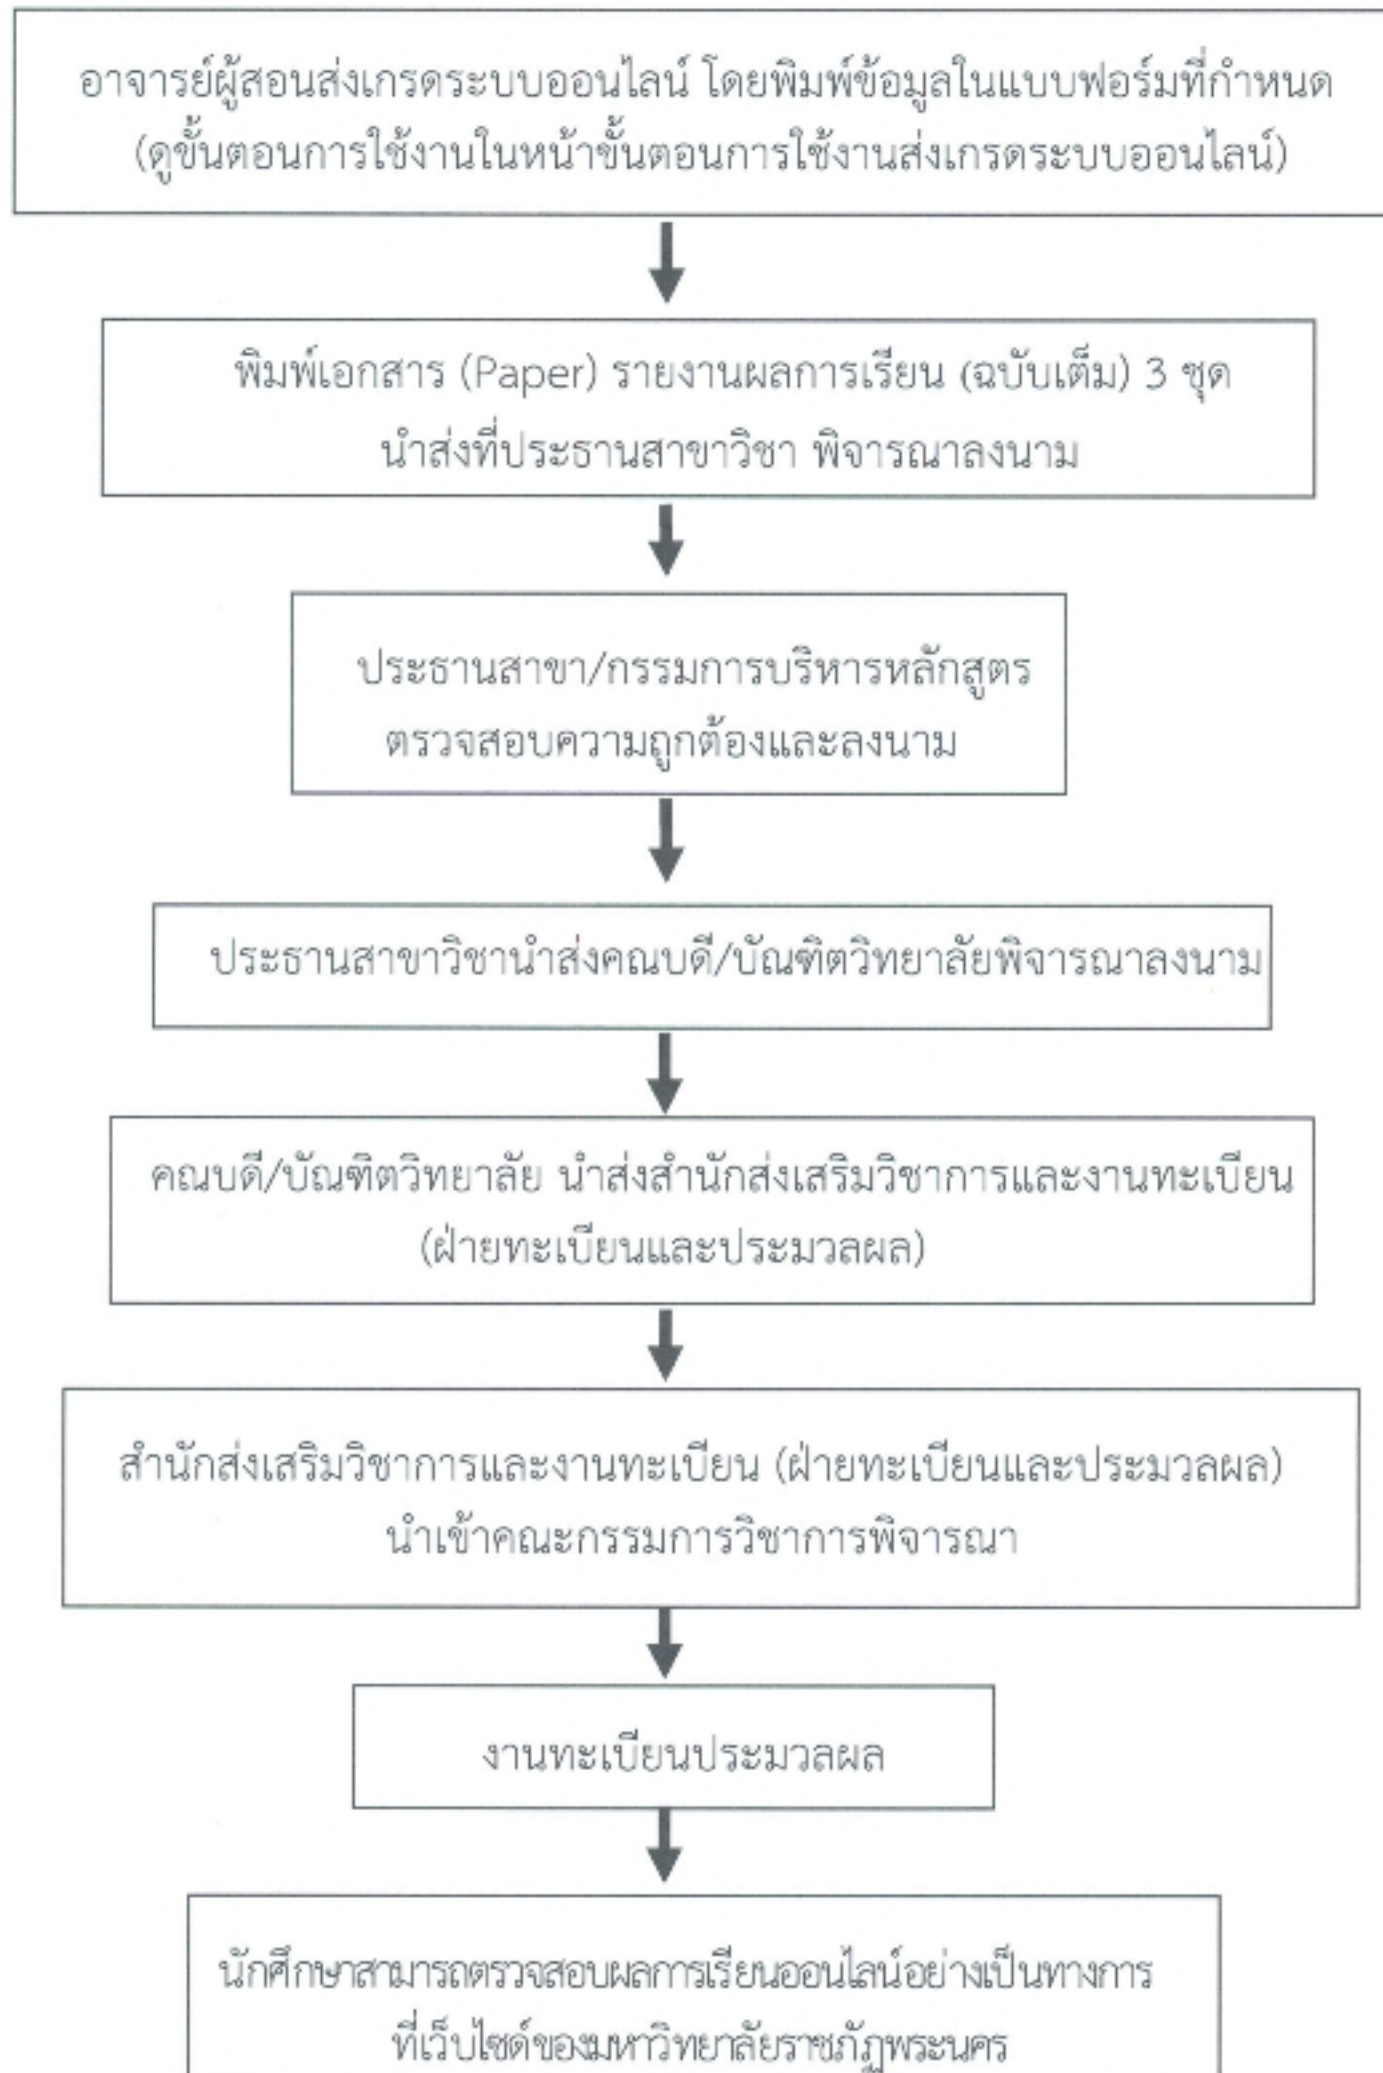 อาจารย์ผู้สอนส่งเกรดระบบออนไลน์ โดยพิมพ์ข้อมูลในแบบฟอร์มที่กำหนด
(ดูขั้นตอนการใช้งานในหน้าขั้นตอนการใช้งานส่งเกรดระบบออนไลน์)
พิมพ์เอกสาร (Paper) รายงานผลการเรียน (ฉบับเต็ม) 3 ชุด
นำส่งที่ประธานสาขาวิชา พิจารณาลงนาม
ประธานสาขา/กรรมการบริหารหลักสูตร
ตรวจสอบความถูกต้องและลงนาม
ประธานสาขาวิชานำส่งคณบดี/บัณฑิตวิทยาลัยพิจารณาลงนาม
คณบดี/บัณฑิตวิทยาลัย นำส่งสำนักส่งเสริมวิชาการและงานทะเบียน
(ฝ่ายทะเบียนและประมวลผล)
สำนักส่งเสริมวิชาการและงานทะเบียน (ฝ่ายทะเบียนและประมวลผล)
นำเข้าคณะกรรมการวิชาการพิจารณา
งานทะเบียนประมวลผล
นักศึกษาสามารถตรวจสอบผลการเรียนออนไลน์อย่างเป็นทางการ
ที่เว็บไซด์ของมหาวิทยาลัยราชภัฏพระนคร